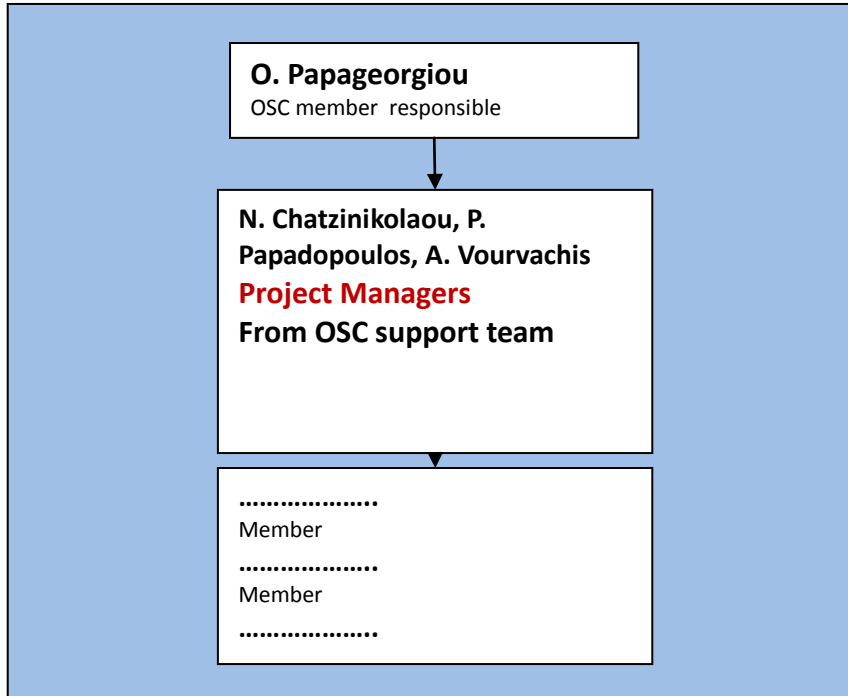 O. Papageorgiou
OSC member responsible
N. Chatzinikolaou, P.
Papadopoulos, A. Vourvachis
Project Managers
From OSC support team
…………………..
Member
…………………..
Member
…………………..